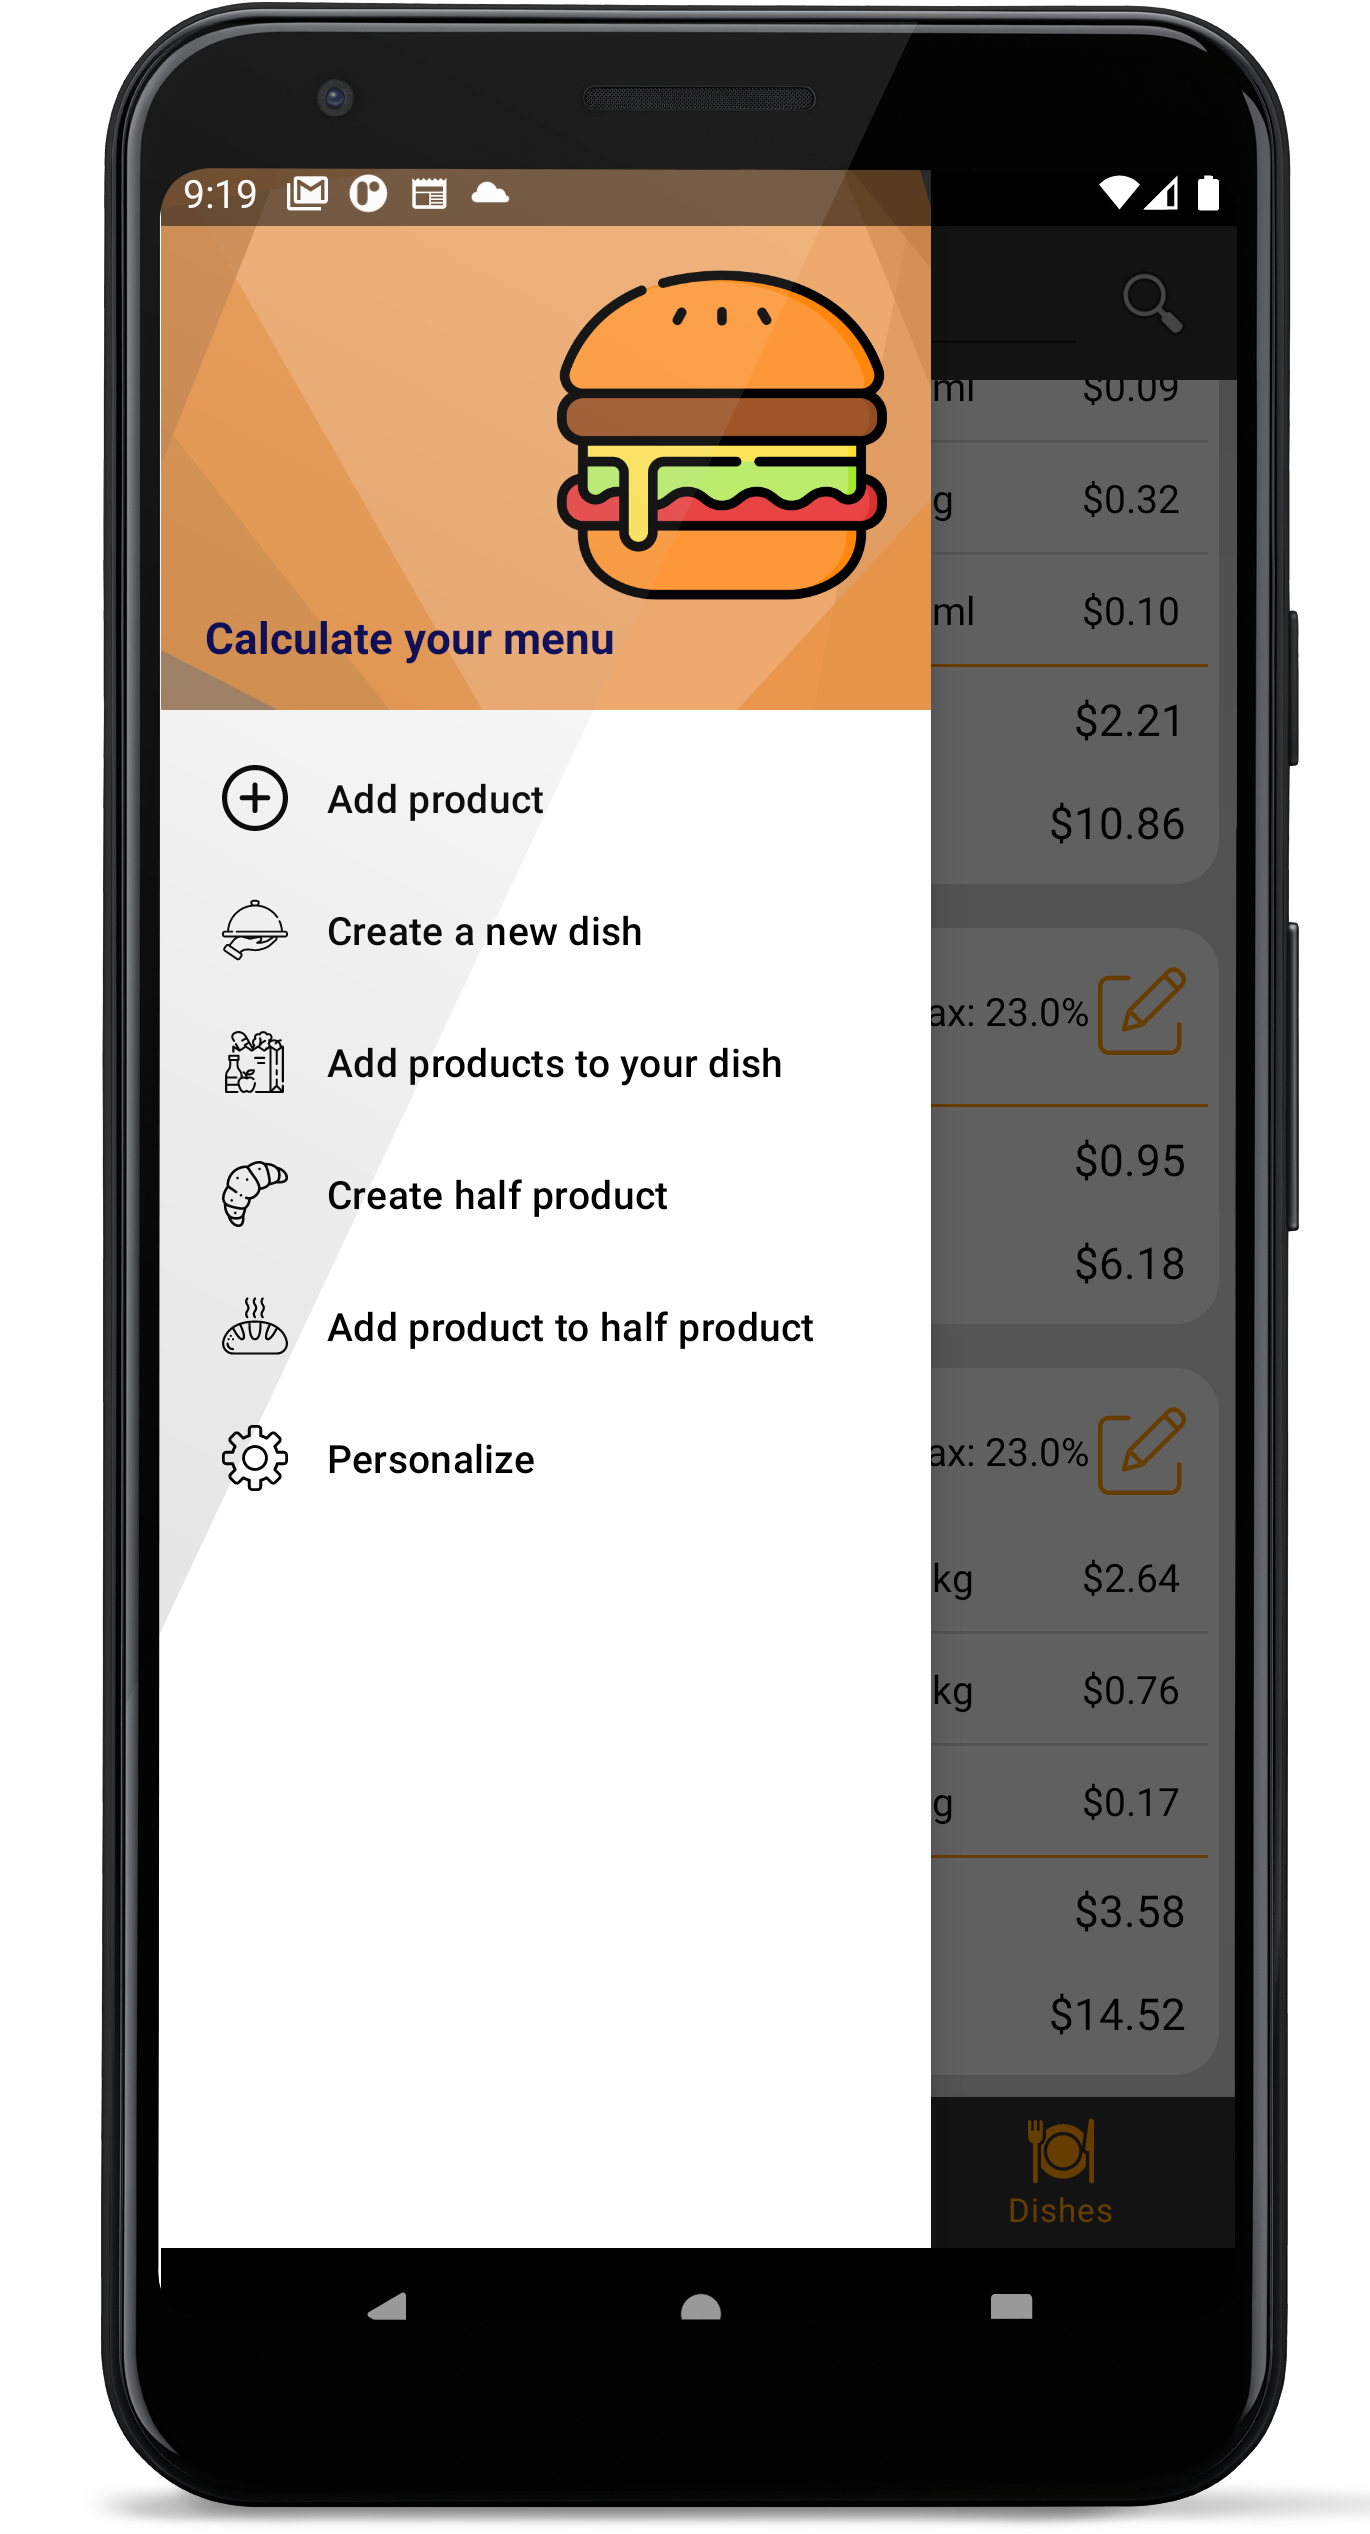 9:19
Calculate your menu
Add product
Create a new dish
Add products to your dish
Create half product
Add product to half product
Personalize
ml $0.09
g $0.32
ml $0.10
$2.21
$10.86
ax: 23.0%
$0.95
$6.18
ax: 23.0%
kg $2.64
kg $0.76
g $0.17
$3.58
$14.52
Dishes